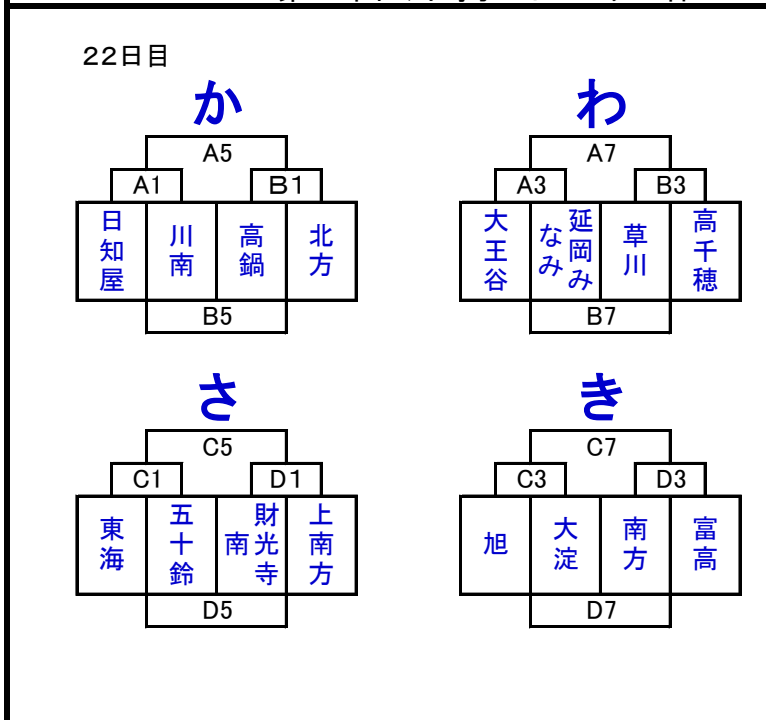 22日目
か
A5
A1
B1
日知屋
川南
高鍋
北方
B5
わ
A7
A3
B3
大王谷
延岡みなみ
草川
高千穂
B7
さ
C5
C1
D1
東海
五十鈴
財光寺南
上南方
D5
き
C7
C3
D3
旭
大淀
南方
富高
D7